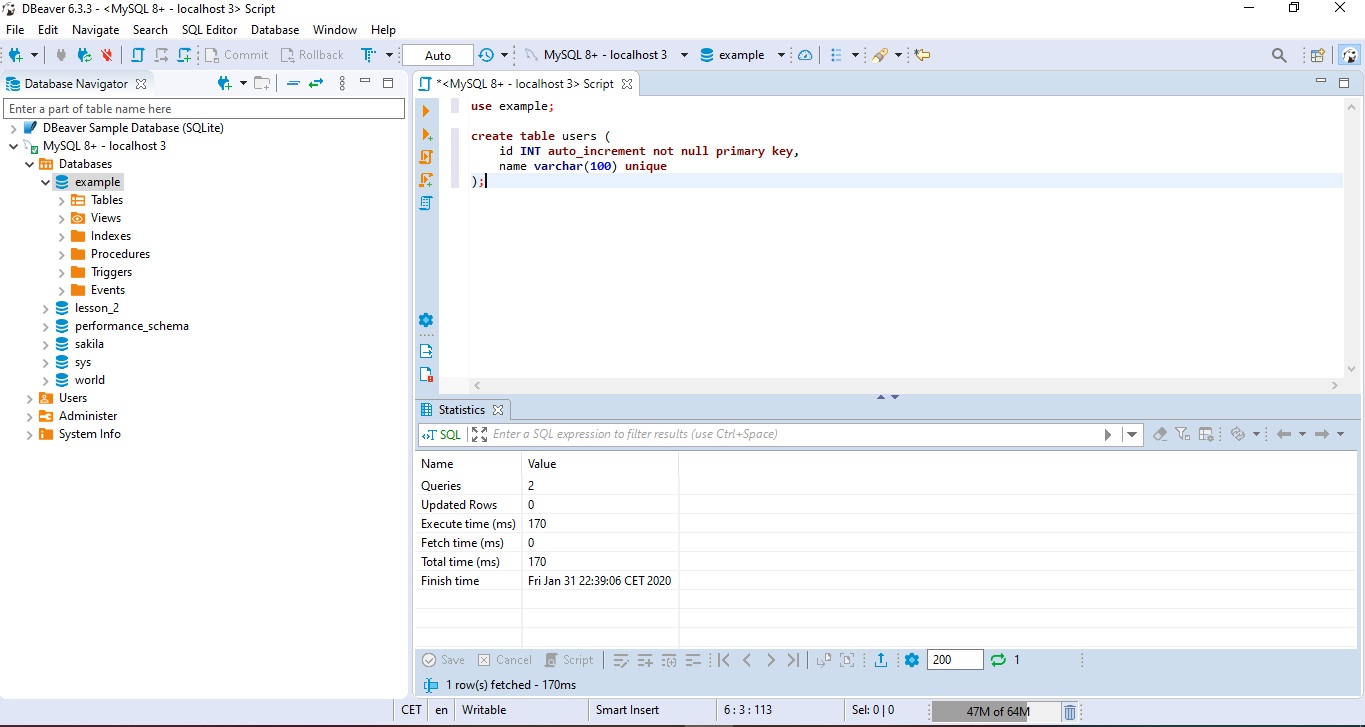 DBeaver 6.3.3 - <MySQL 8+ - localhost 3> Script
File Edit Navigate Search SQL Editor Database Window Help
Commit Rollback Auto MySQL 8+ - localhost 3 example
Database Navigator
Enter a part of table name here
DBeaver Sample Database (SQLite)
MySQL 8+ - localhost 3
Databases
example
Tables
Views
Indexes
Procedures
Triggers
Events
lesson_2
performance_schema
sakila
sys
world
Users
Administer
System Info
*<MySQL 8+ - localhost 3> Script
use example;
create table users (
id INT auto_increment not null primary key,
name varchar(100) unique
);
Statistics
SQL Enter a SQL expression to filter results (use Ctrl+Space)
Name Value
Queries 2
Updated Rows 0
Execute time (ms) 170
Fetch time (ms) 0
Total time (ms) 170
Finish time Fri Jan 31 22:39:06 CET 2020
Save Cancel Script 200 1
1 row(s) fetched - 170ms
CET en Writable Smart Insert 6 : 3 : 113 Sel: 0 | 0 47M of 64M